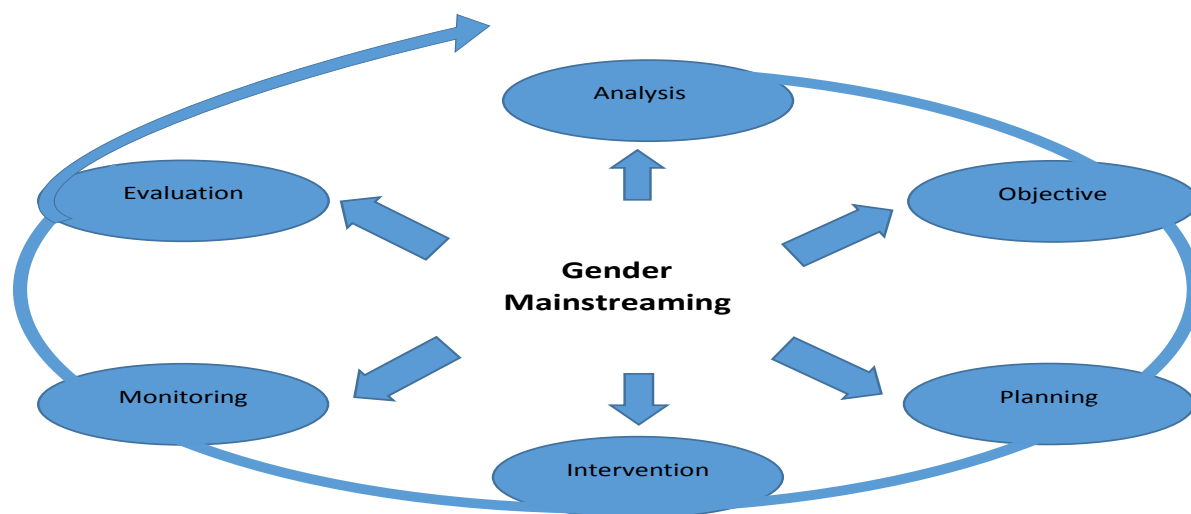 Analysis
Evaluation
Objective
Gender
Mainstreaming
Monitoring
Planning
Intervention